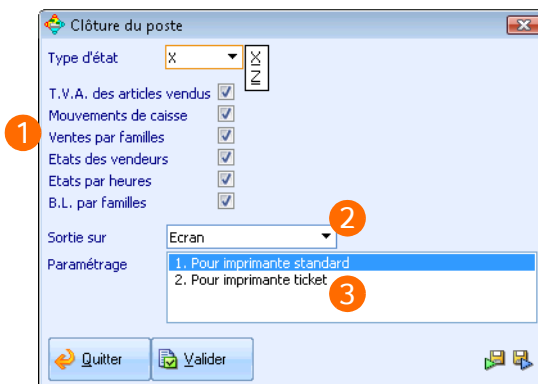 Clôture du poste
Type d'état X X
Z
T.V.A. des articles vendus
Mouvements de caisse
1
Ventes par familles
Etats des vendeurs
Etats par heures
B.L. par familles
2
Sortie sur Ecran
Paramétrage 1. Pour imprimante standard
2. Pour imprimante ticket
3
Quitter Valider